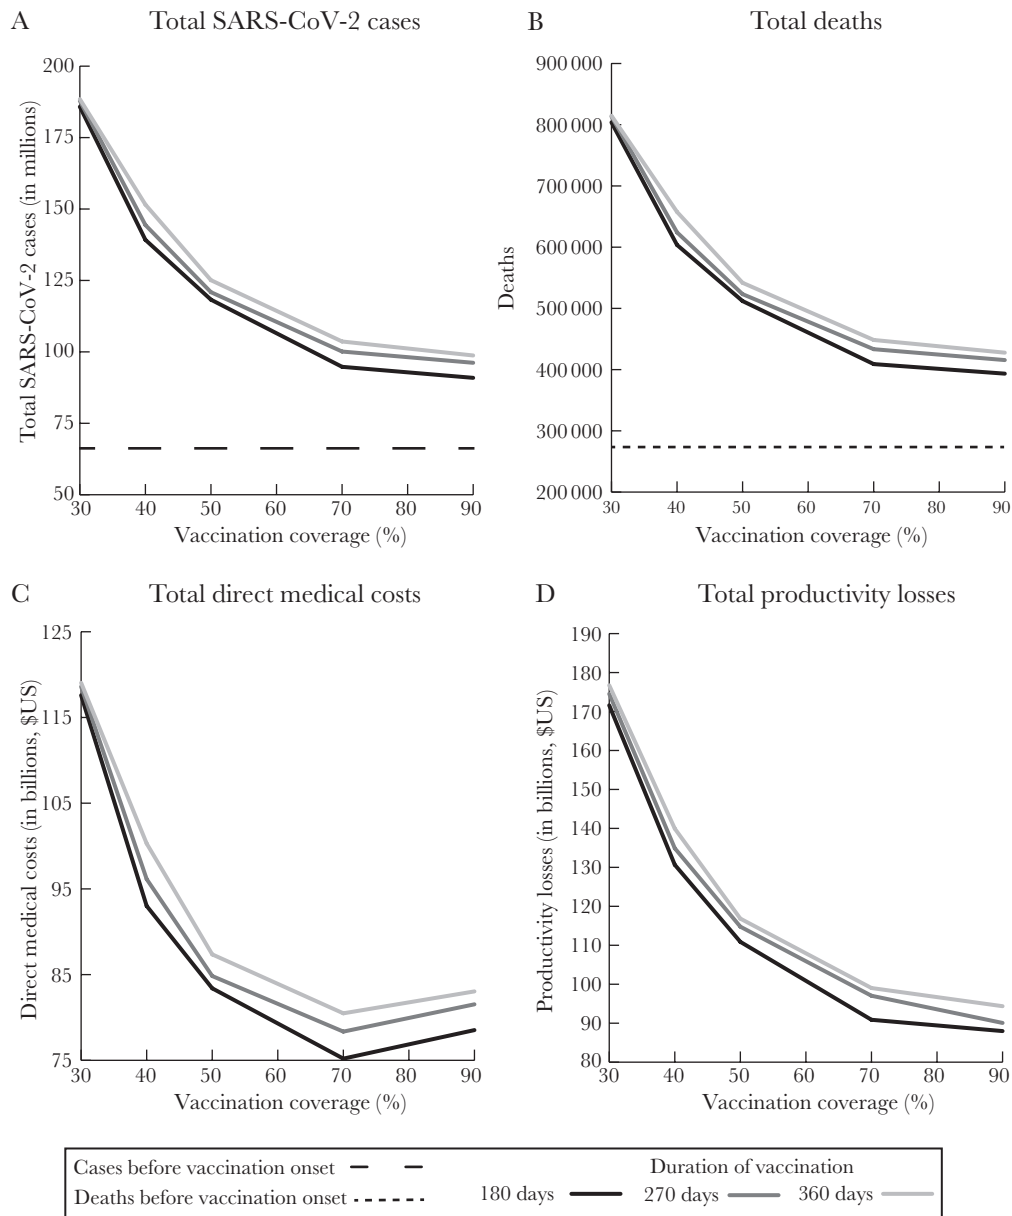 A Total SARS-CoV-2 cases
Total SARS-CoV-2 cases (in millions)
200
175
150
125
100
75
50
30 40 50 60 70 80 90
Vaccination coverage (%)
B Total deaths
Deaths
900 000
800 000
700 000
600 000
500 000
400 000
300 000
200 000
30 40 50 60 70 80 90
Vaccination coverage (%)
C Total direct medical costs
Direct medical costs (in billions, $US)
125
115
105
95
85
75
30 40 50 60 70 80 90
Vaccination coverage (%)
D Total productivity losses
Productivity losses (in billions, $US)
190
180
170
160
150
140
130
120
110
100
90
80
30 40 50 60 70 80 90
Vaccination coverage (%)
Cases before vaccination onset
Deaths before vaccination onset
Duration of vaccination
180 days 270 days 360 days